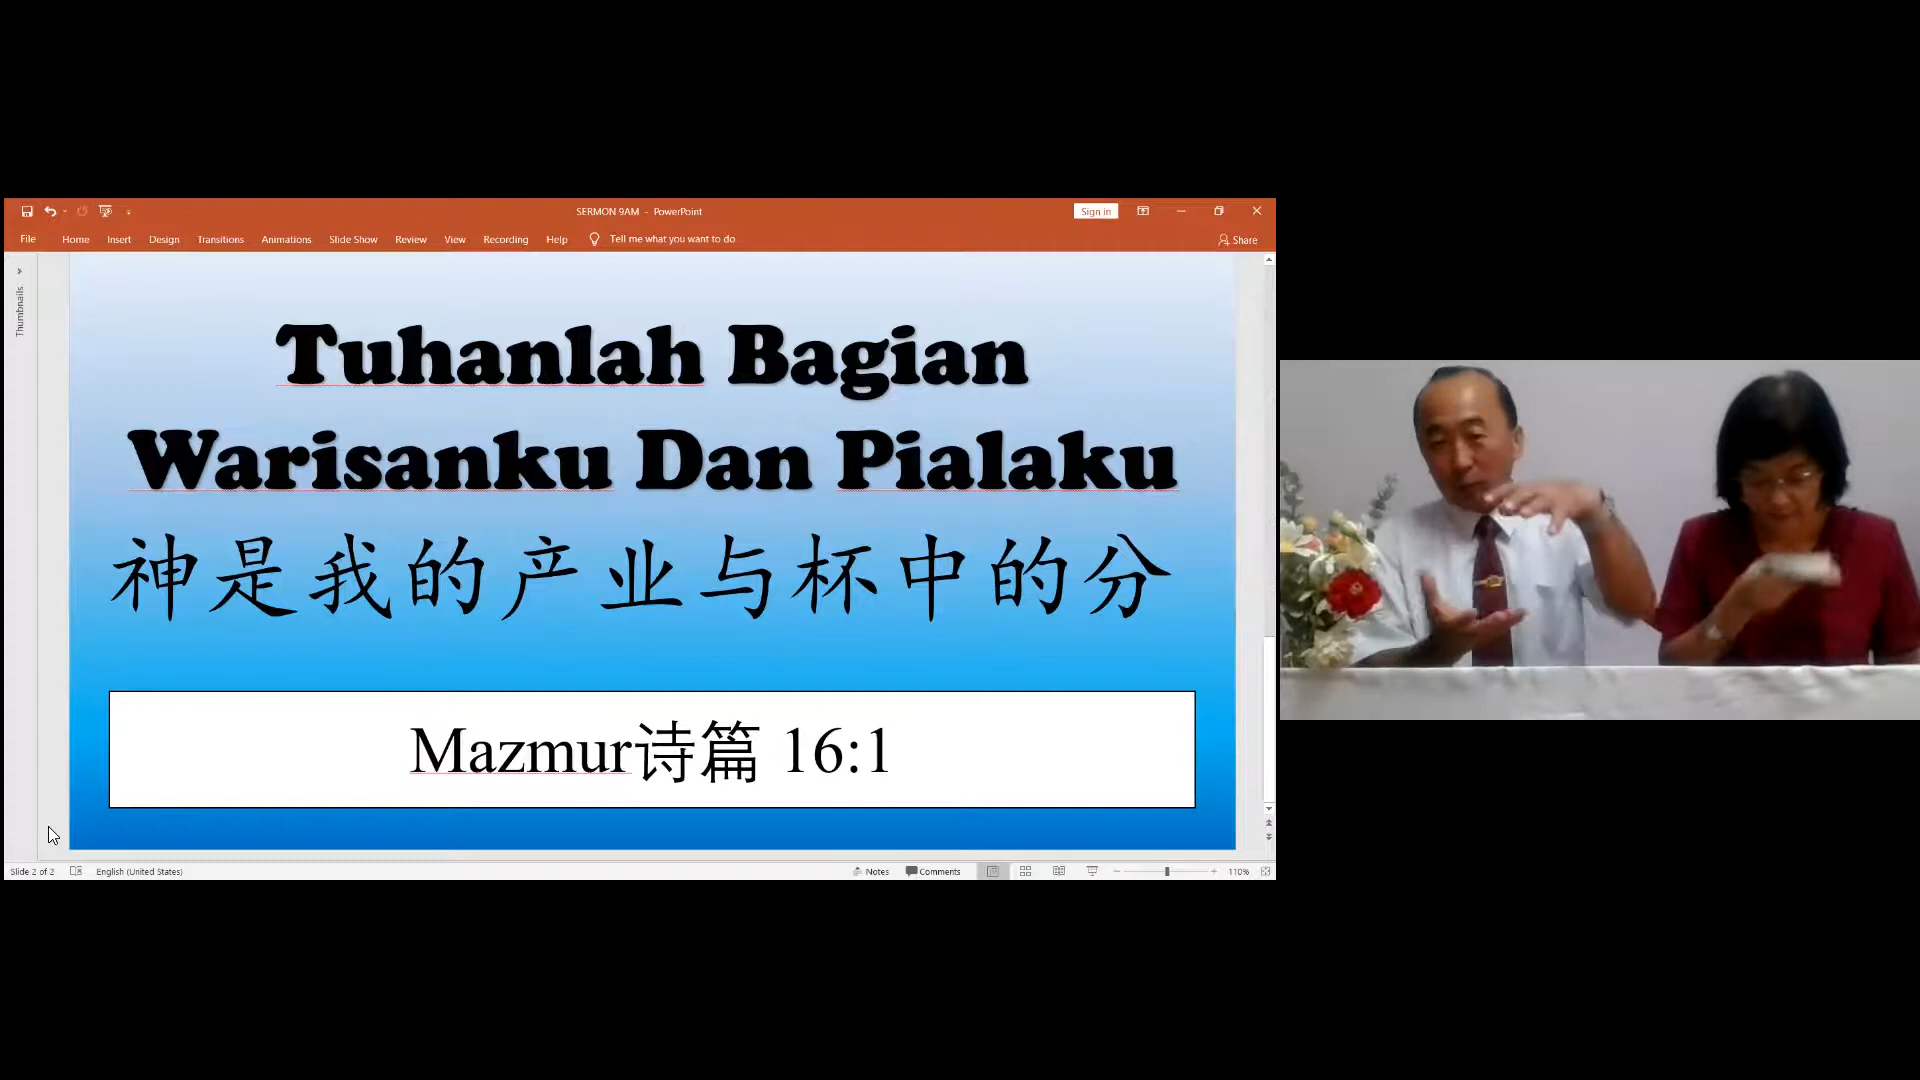 SERMON 9AM - PowerPoint
Sign in
File Home Insert Design Transitions Animations Slide Show Review View Recording Help Tell me what you want to do
Share
Thumbnails
Tuhanlah Bagian
Warisanku Dan Pialaku
神是我的产业与杯中的分
Mazmur诗篇 16:1
Slide 2 of 2 English (United States) Notes Comments 110%